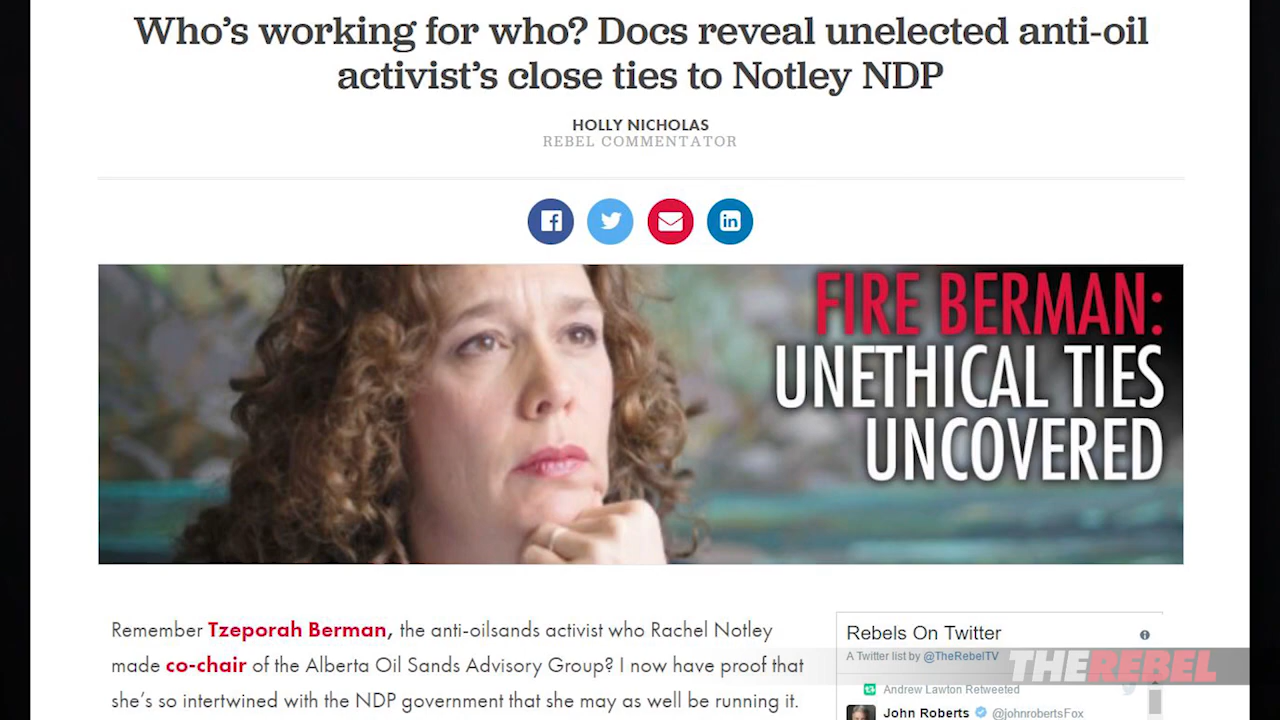 Who's working for who? Docs reveal unelected anti-oil
activist's close ties to Notley NDP
HOLLY NICHOLAS
REBEL COMMENTATOR
FIRE BERMAN:
UNETHICAL TIES
UNCOVERED
Remember Tzeporah Berman, the anti-oilsands activist who Rachel Notley
made co-chair of the Alberta Oil Sands Advisory Group? I now have proof that
she's so intertwined with the NDP government that she may as well be running it.
Rebels On Twitter
A Twitter list by @TheRebelTV
THEREBEL
Andrew Lawton Retweeted
John Roberts @johnrobertsFox